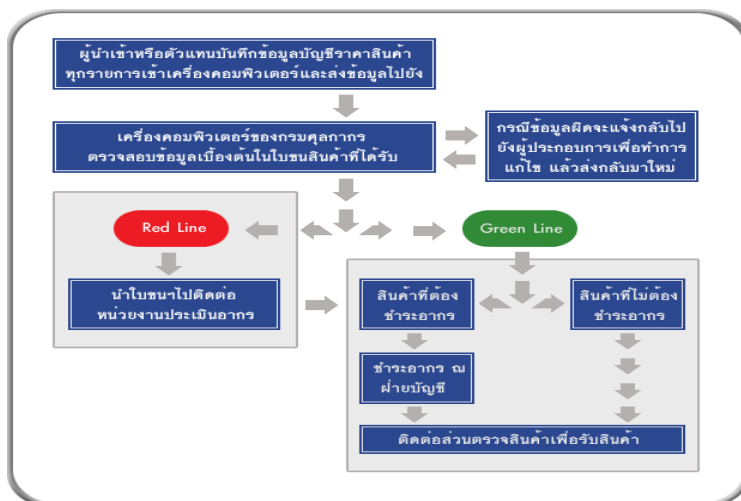 ผู้นำเข้าหรือตัวแทนบันทึกข้อมูลบัญชีราคาสินค้า
ทุกรายการเข้าเครื่องคอมพิวเตอร์และส่งข้อมูลไปยัง
เครื่องคอมพิวเตอร์ของกรมศุลกากร
ตรวจสอบข้อมูลเบื้องต้นในใบขนสินค้าที่ได้รับ
กรณีข้อมูลผิดจะแจ้งกลับไป
ยังผู้ประกอบการเพื่อทำการ
แก้ไข แล้วส่งกลับมาใหม่
Red Line
Green Line
นำใบขนาไปติดต่อ
หน่วยงานประเมินอากร
สินค้าที่ต้อง
ชำระอากร
สินค้าที่ไม่ต้อง
ชำระอากร
ชำระอากร ณ
ฝ่ายบัญชี
ติดต่อส่วนตรวจสินค้าเพื่อรับสินค้า